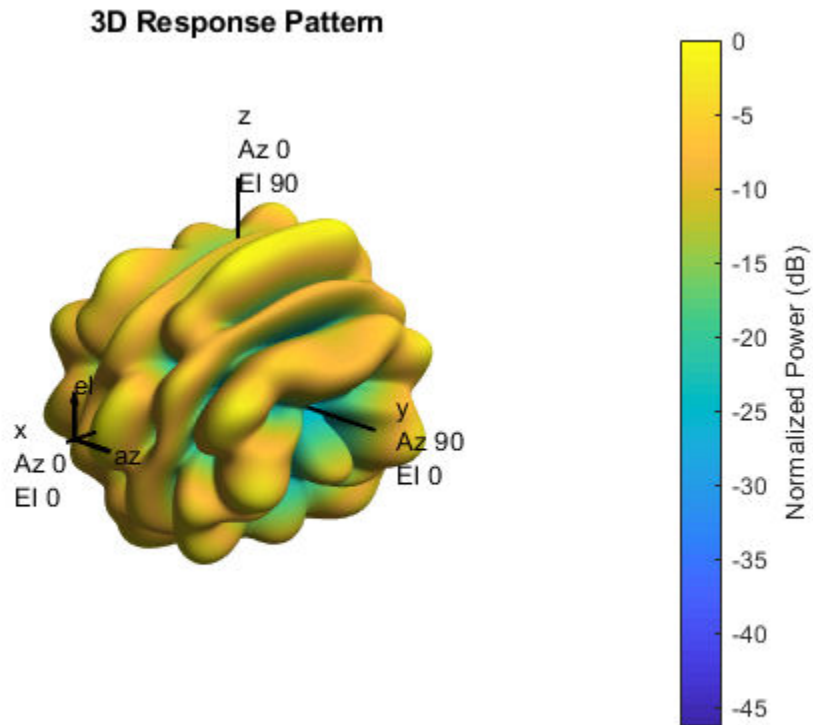 3D Response Pattern
z
Az 0
El 90
el
x
Az 0
El 0
az
y
Az 90
El 0
0
-5
-10
-15
-20
-25
-30
-35
-40
-45
Normalized Power (dB)